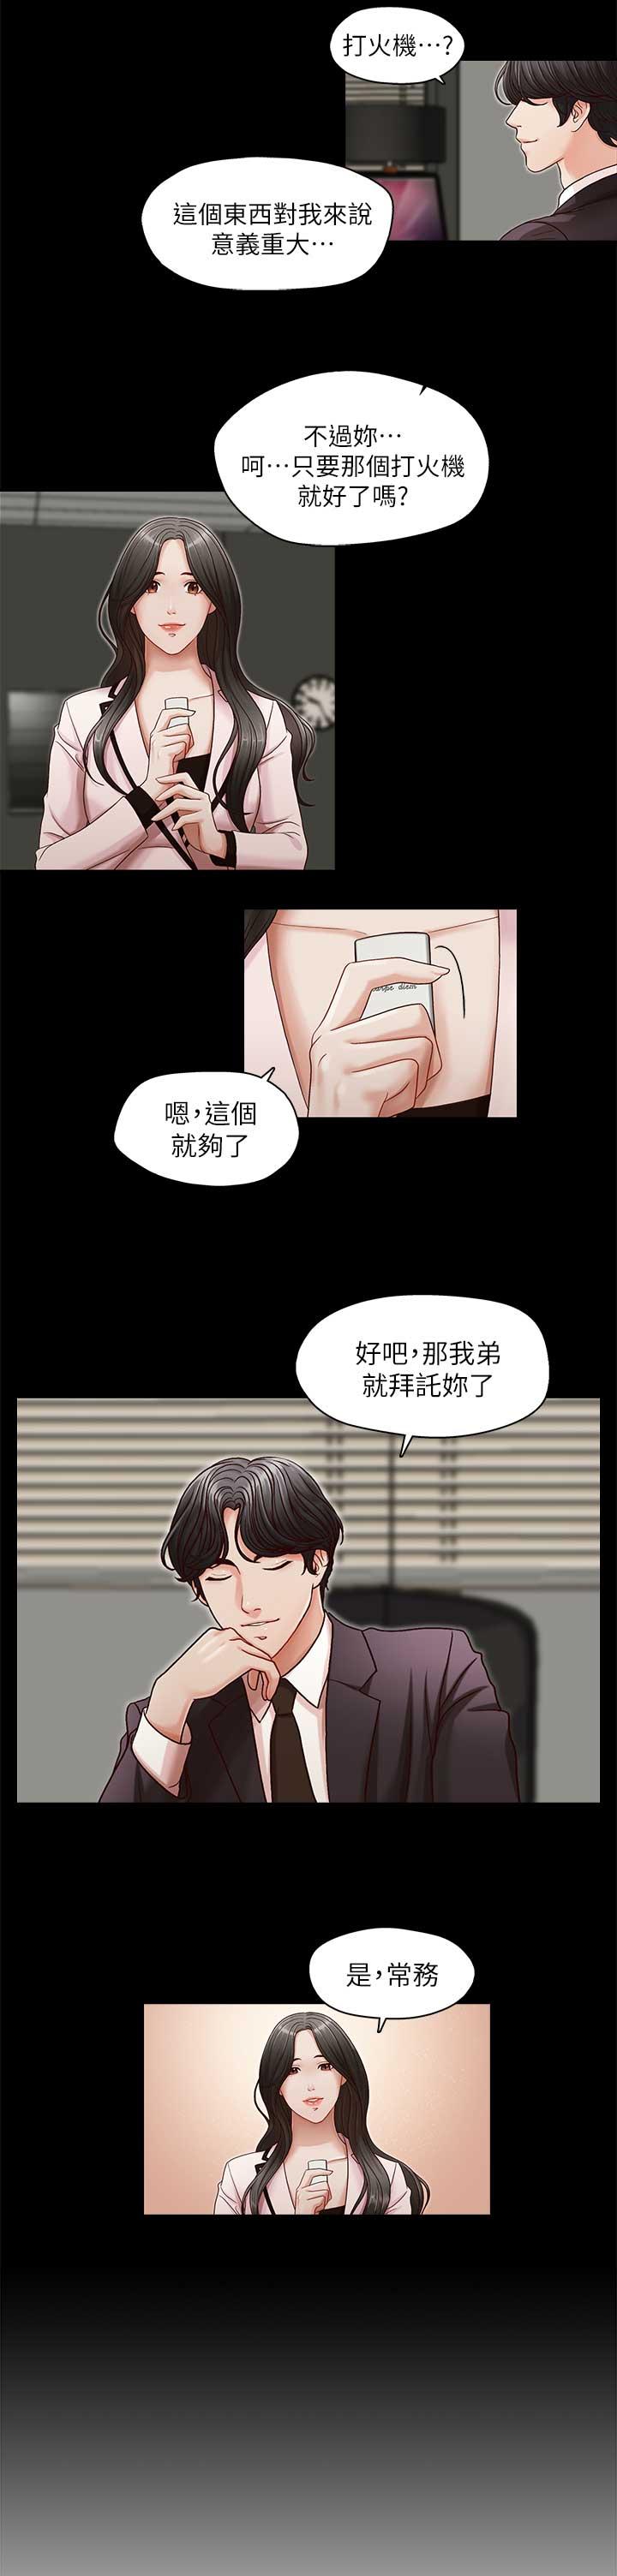 打火機⋯?
這個東西對我來說
意義重大⋯
不過妳⋯
呵⋯只要那個打火機
就好了嗎?
carpe diem
嗯,這個
就夠了
好吧,那我弟
就拜託妳了
是,常務